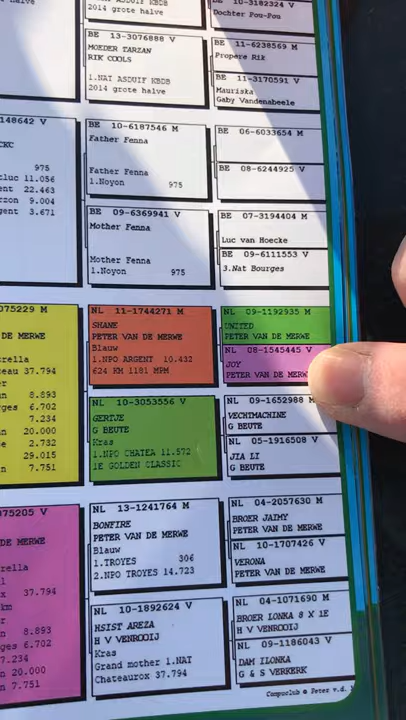 halve
ASDUIF KBDB
2014 grote halve
10-3182324 V
Dochter Pou-Pou
BE 13-3076888 V
MOEDER TARZAN
RIK COOLS
1.NAT ASDUIF KBDB
2014 grote halve
BE 11-6238569 M
Propere Rik
BE 11-3170591 V
Mauriska
Gaby Vandenabeele
148642 V
975
11.056
22.463
9.004
3.671
BE 10-6187546 M
Father Fenna
Father Fenna
1.Noyon 975
BE 06-6033654 M
BE 08-6244925 V
BE 09-6369941 V
Mother Fenna
Mother Fenna
1.Noyon 975
BE 07-3194404 M
Luc van Hoecke
BE 09-6111553 V
3.Nat Bourges
075229 M
DE MERWE
37.794
8.893
6.702
7.234
20.000
2.732
29.015
7.751
NL 11-1744271 M
SHANE
PETER VAN DE MERWE
Blauw
1.NPO ARGENT 10.432
624 KM 1181 MPM
NL 09-1192935 M
UNITED
PETER VAN DE MERWE
NL 08-1545445 V
JOY
PETER VAN DE MERW
NL 10-3053556 V
GERTJE
G BEUTE
Kras
1.NPO CHATEA 11.572
1E GOLDEN CLASSIC
NL 09-1652988 M
VECHTMACHINE
G BEUTE
NL 05-1916508 V
JIA LI
G BEUTE
075205 V
DE MERWE
37.794
km
8.893
6.702
7.234
20.000
7.751
NL 13-1241764 M
BONFIRE
PETER VAN DE MERWE
Blauw
1.TROYES 306
2.NPO TROYES 14.723
NL 04-2057630 M
BROER JAIMY
PETER VAN DE MERWE
NL 10-1707426 V
VERONA
PETER VAN DE MERWE
NL 10-1892624 V
NSIST AREZA
H V VENROOIJ
Kras
Grand mother 1.NAT
Chateaurox 37.794
NL 04-1071690 M
BROER LONKA 8 X 1E
H V VENROOIJ
NL 09-1186043 V
DAM ILONKA
G & S VERKERK
Compuclub © Peter v.d.